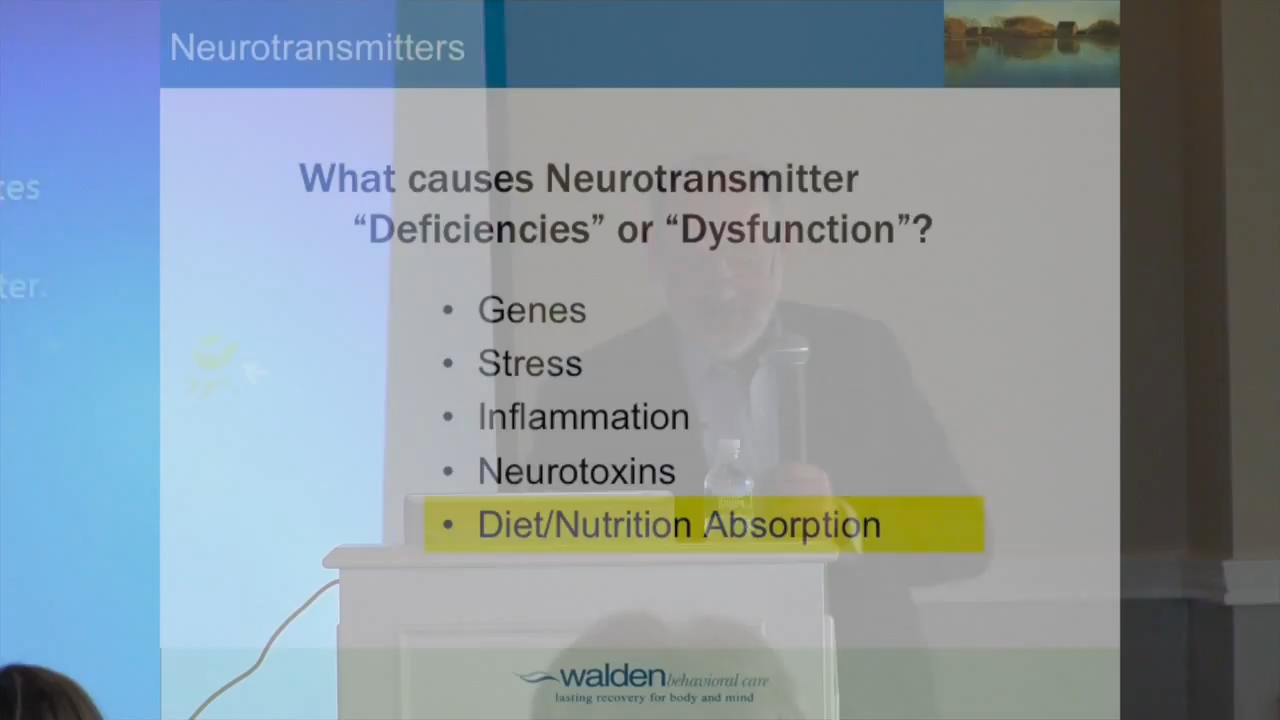 Neurotransmitters
What causes Neurotransmitter
“Deficiencies” or “Dysfunction”?
• Genes
• Stress
• Inflammation
• Neurotoxins
• Diet/Nutrition Absorption
walden behavioral care
lasting recovery for body and mind